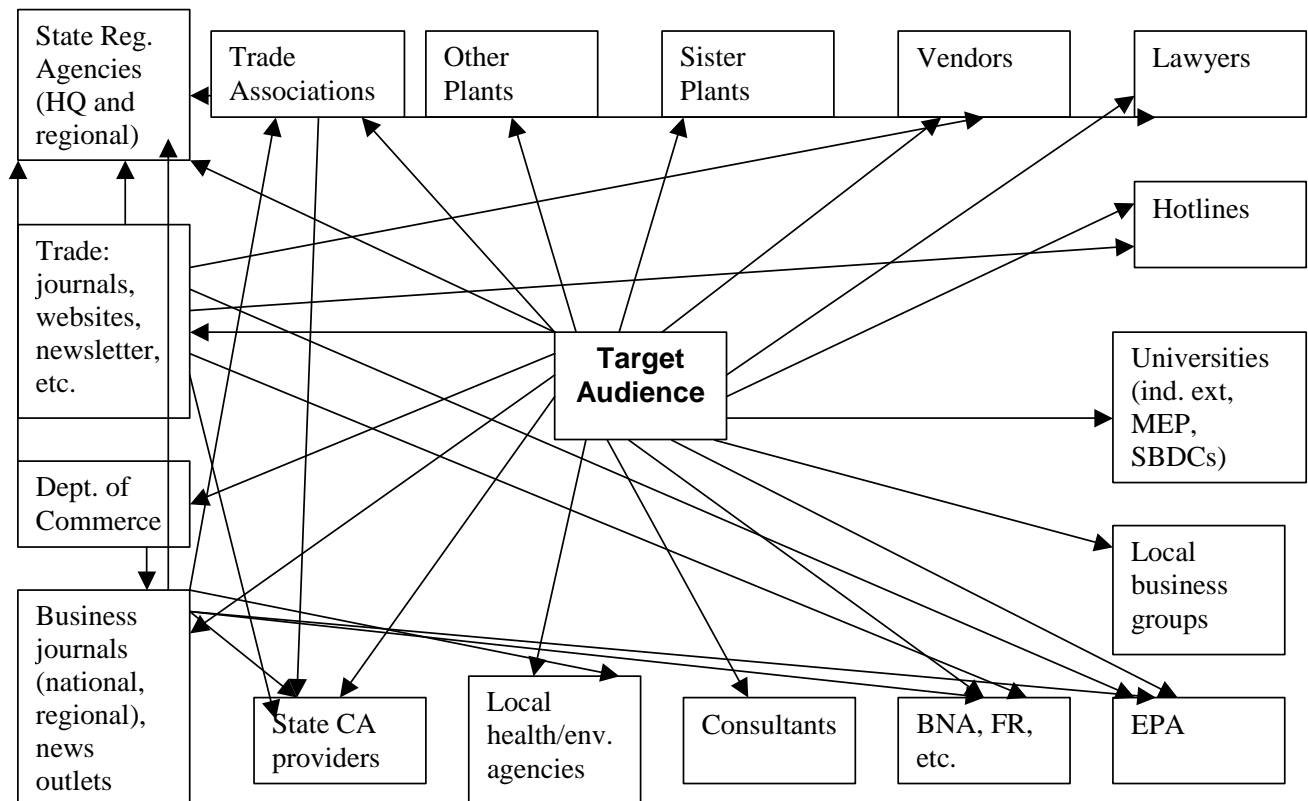 State Reg.
Agencies
(HQ and
regional)
Trade
Associations
Other
Plants
Sister
Plants
Vendors
Lawyers
Hotlines
Trade:
journals,
websites,
newsletter,
etc.
Target
Audience
Universities
(ind. ext,
MEP,
SBDCs)
Dept. of
Commerce
Local
business
groups
Business
journals
(national,
regional),
news
outlets
State CA
providers
Local
health/env.
agencies
Consultants
BNA, FR,
etc.
EPA